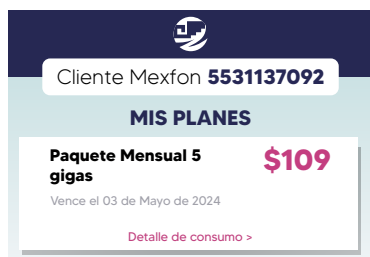 Cliente Mexfon 5531137092
MIS PLANES
Paquete Mensual 5 $109
gigas
Vence el 03 de Mayo de 2024
Detalle de consumo >